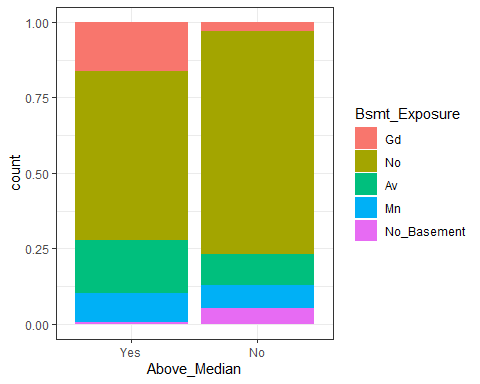 1.00
0.75
0.50
0.25
0.00
count
Yes
No
Above_Median
Bsmt_Exposure
Gd
No
Av
Mn
No_Basement